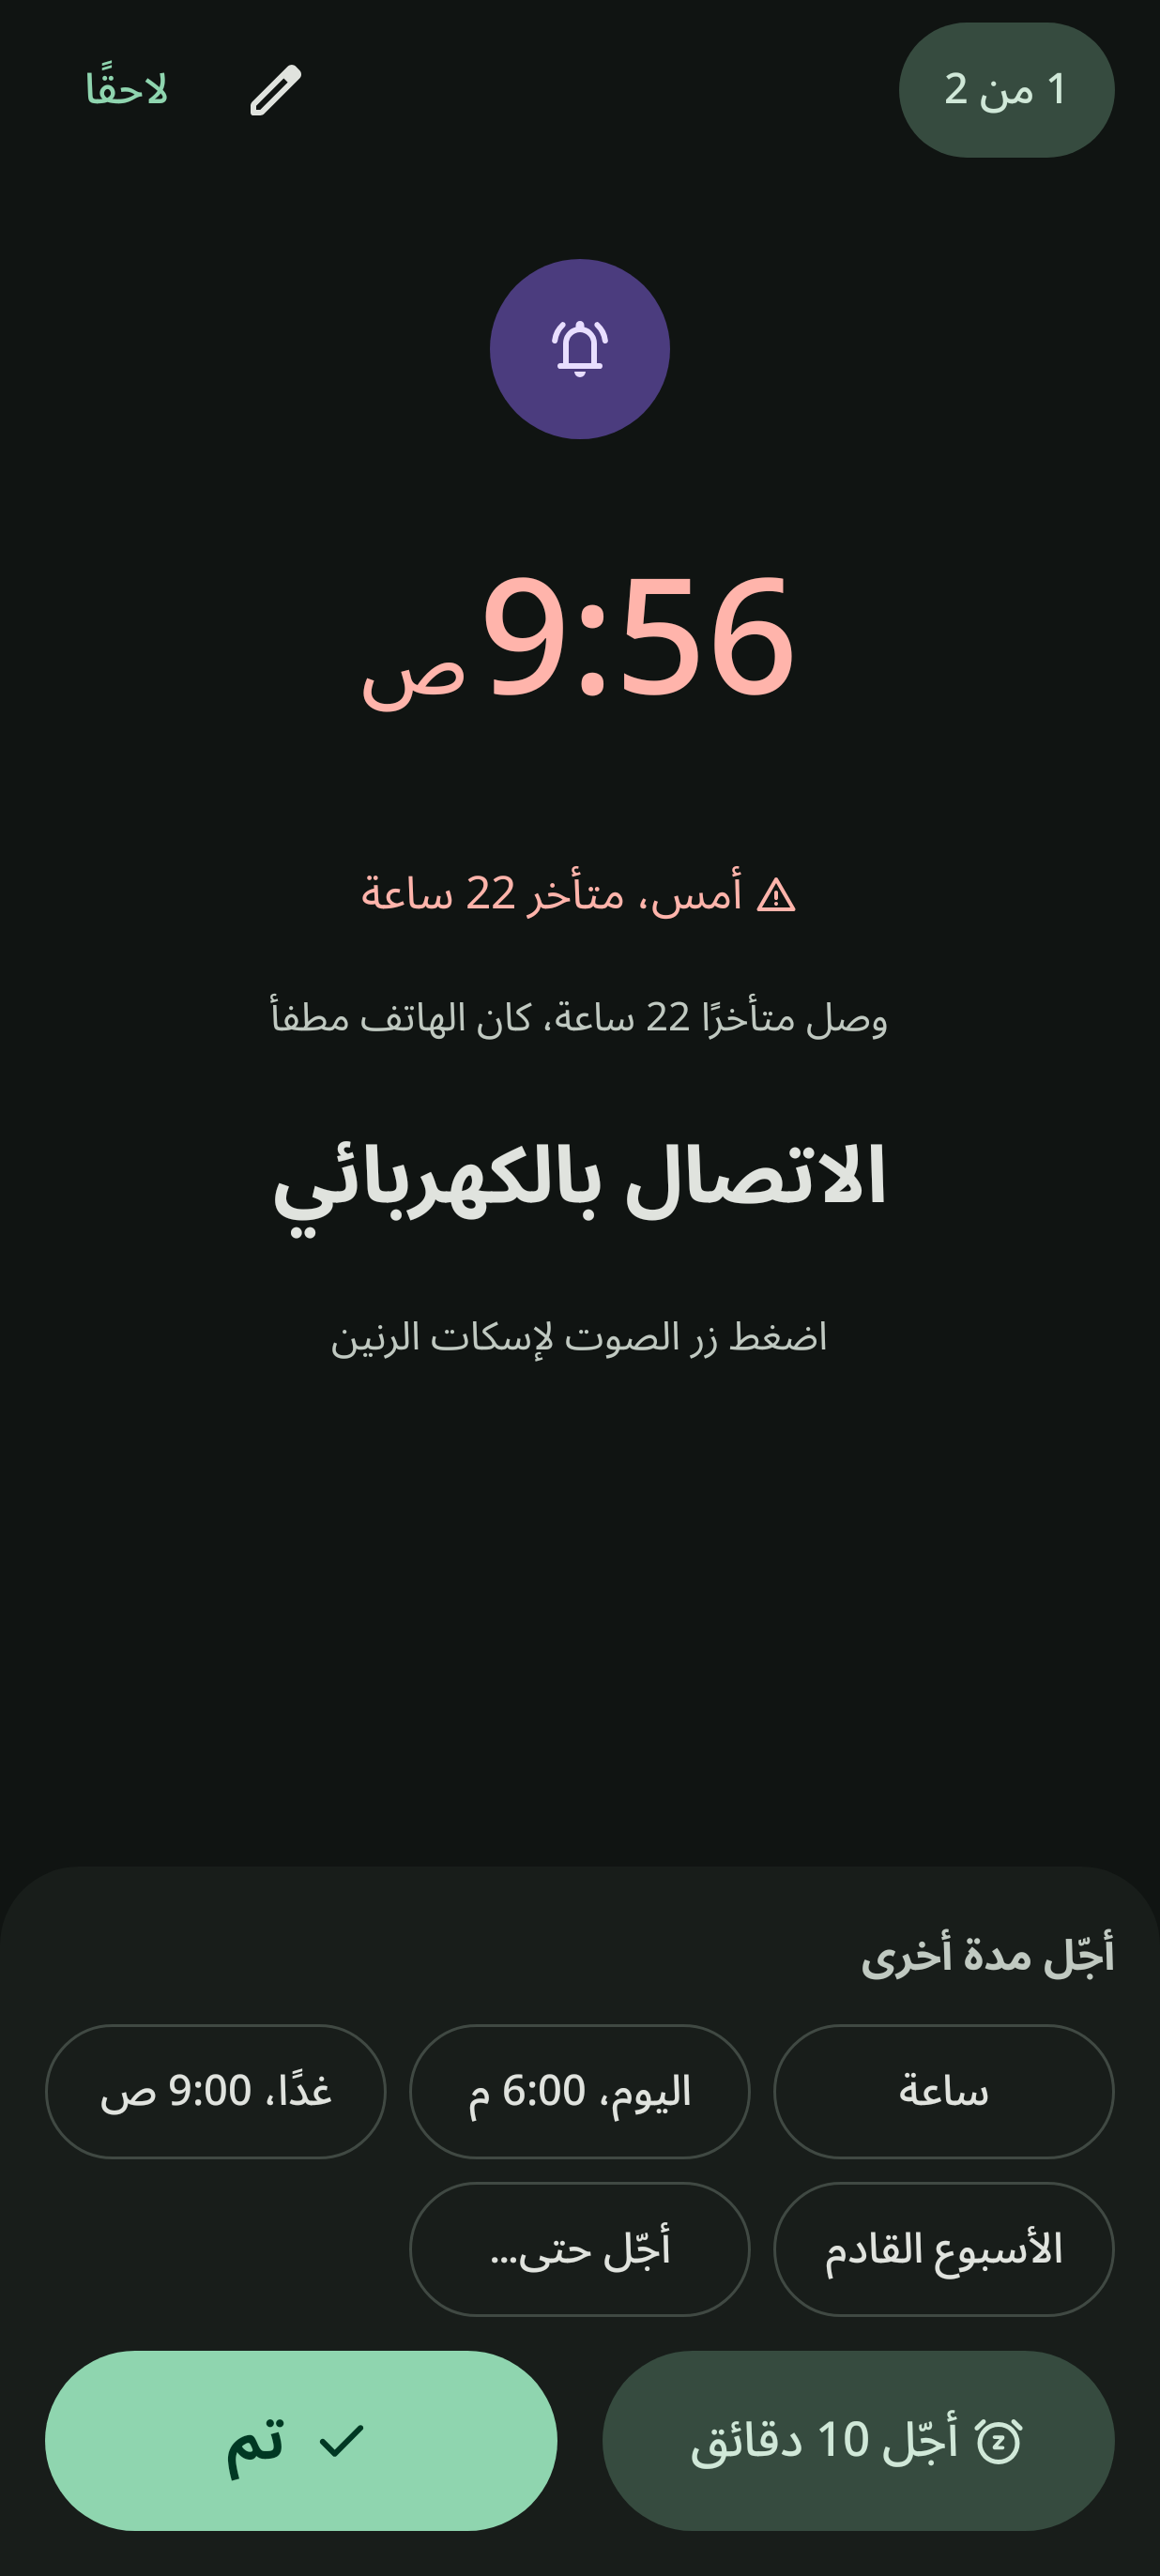 1 من 2
لاحقًا
9:56 ص
أمس، متأخر 22 ساعة
وصل متأخرًا 22 ساعة، كان الهاتف مطفأ
الاتصال بالكهربائي
اضغط زر الصوت لإسكات الرنين
أجّل مدة أخرى
ساعة
اليوم، 6:00 م
غدًا، 9:00 ص
الأسبوع القادم
أجّل حتى...
أجّل 10 دقائق
تم